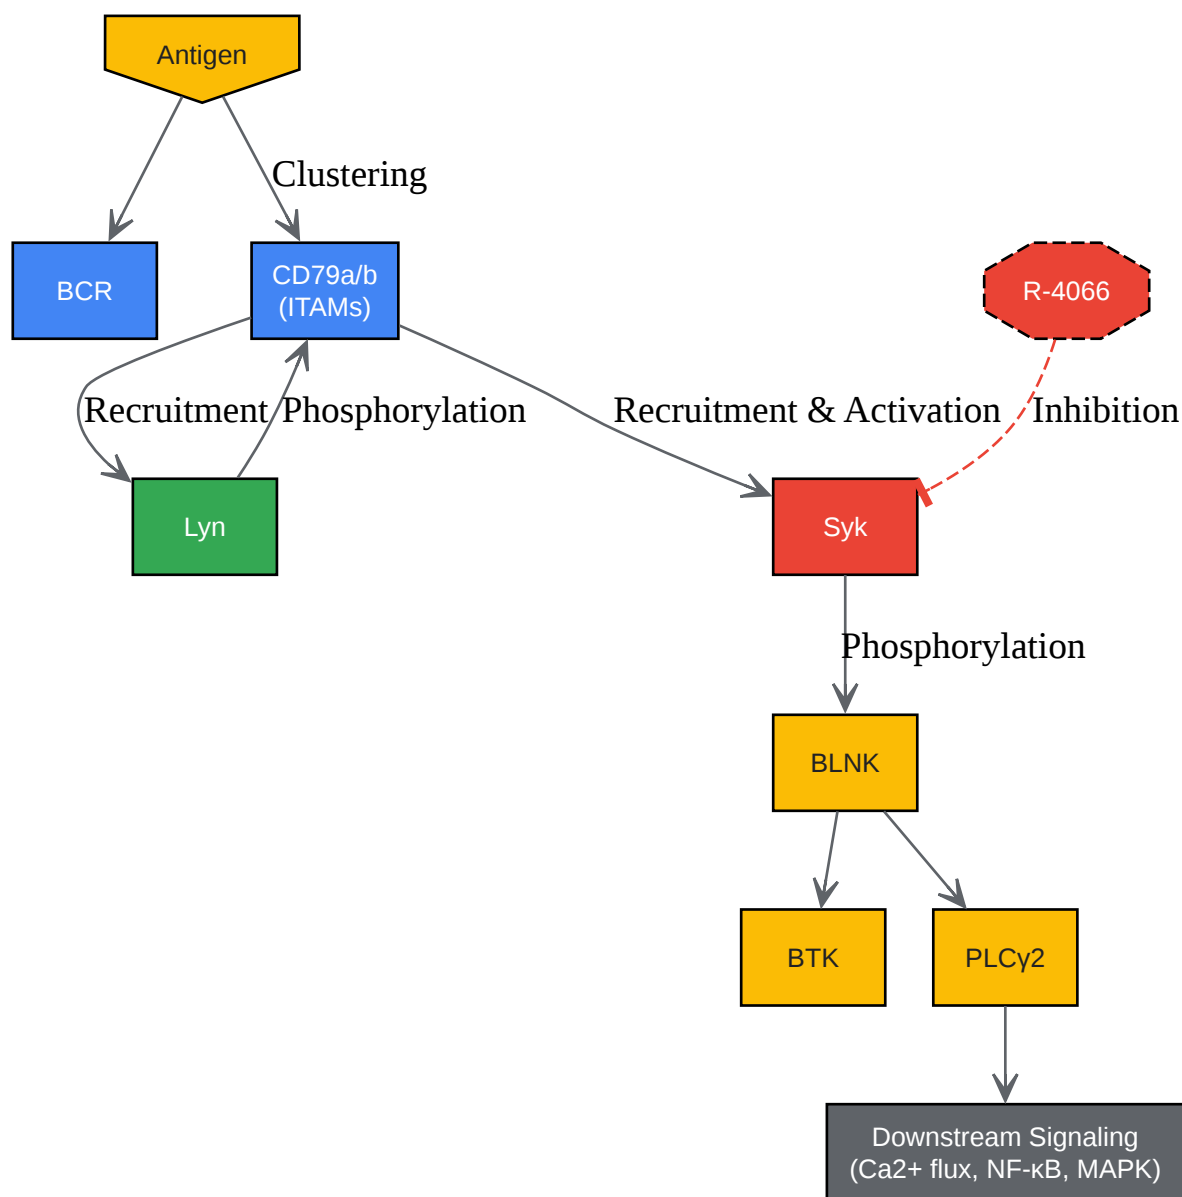 Antigen
Clustering
BCR
CD79a/b
(ITAMs)
R-4066
Recruitment
Phosphorylation
Recruitment & Activation
Inhibition
Lyn
Syk
Phosphorylation
BLNK
BTK
PLCγ2
Downstream Signaling
(Ca2+ flux, NF-κB, MAPK)